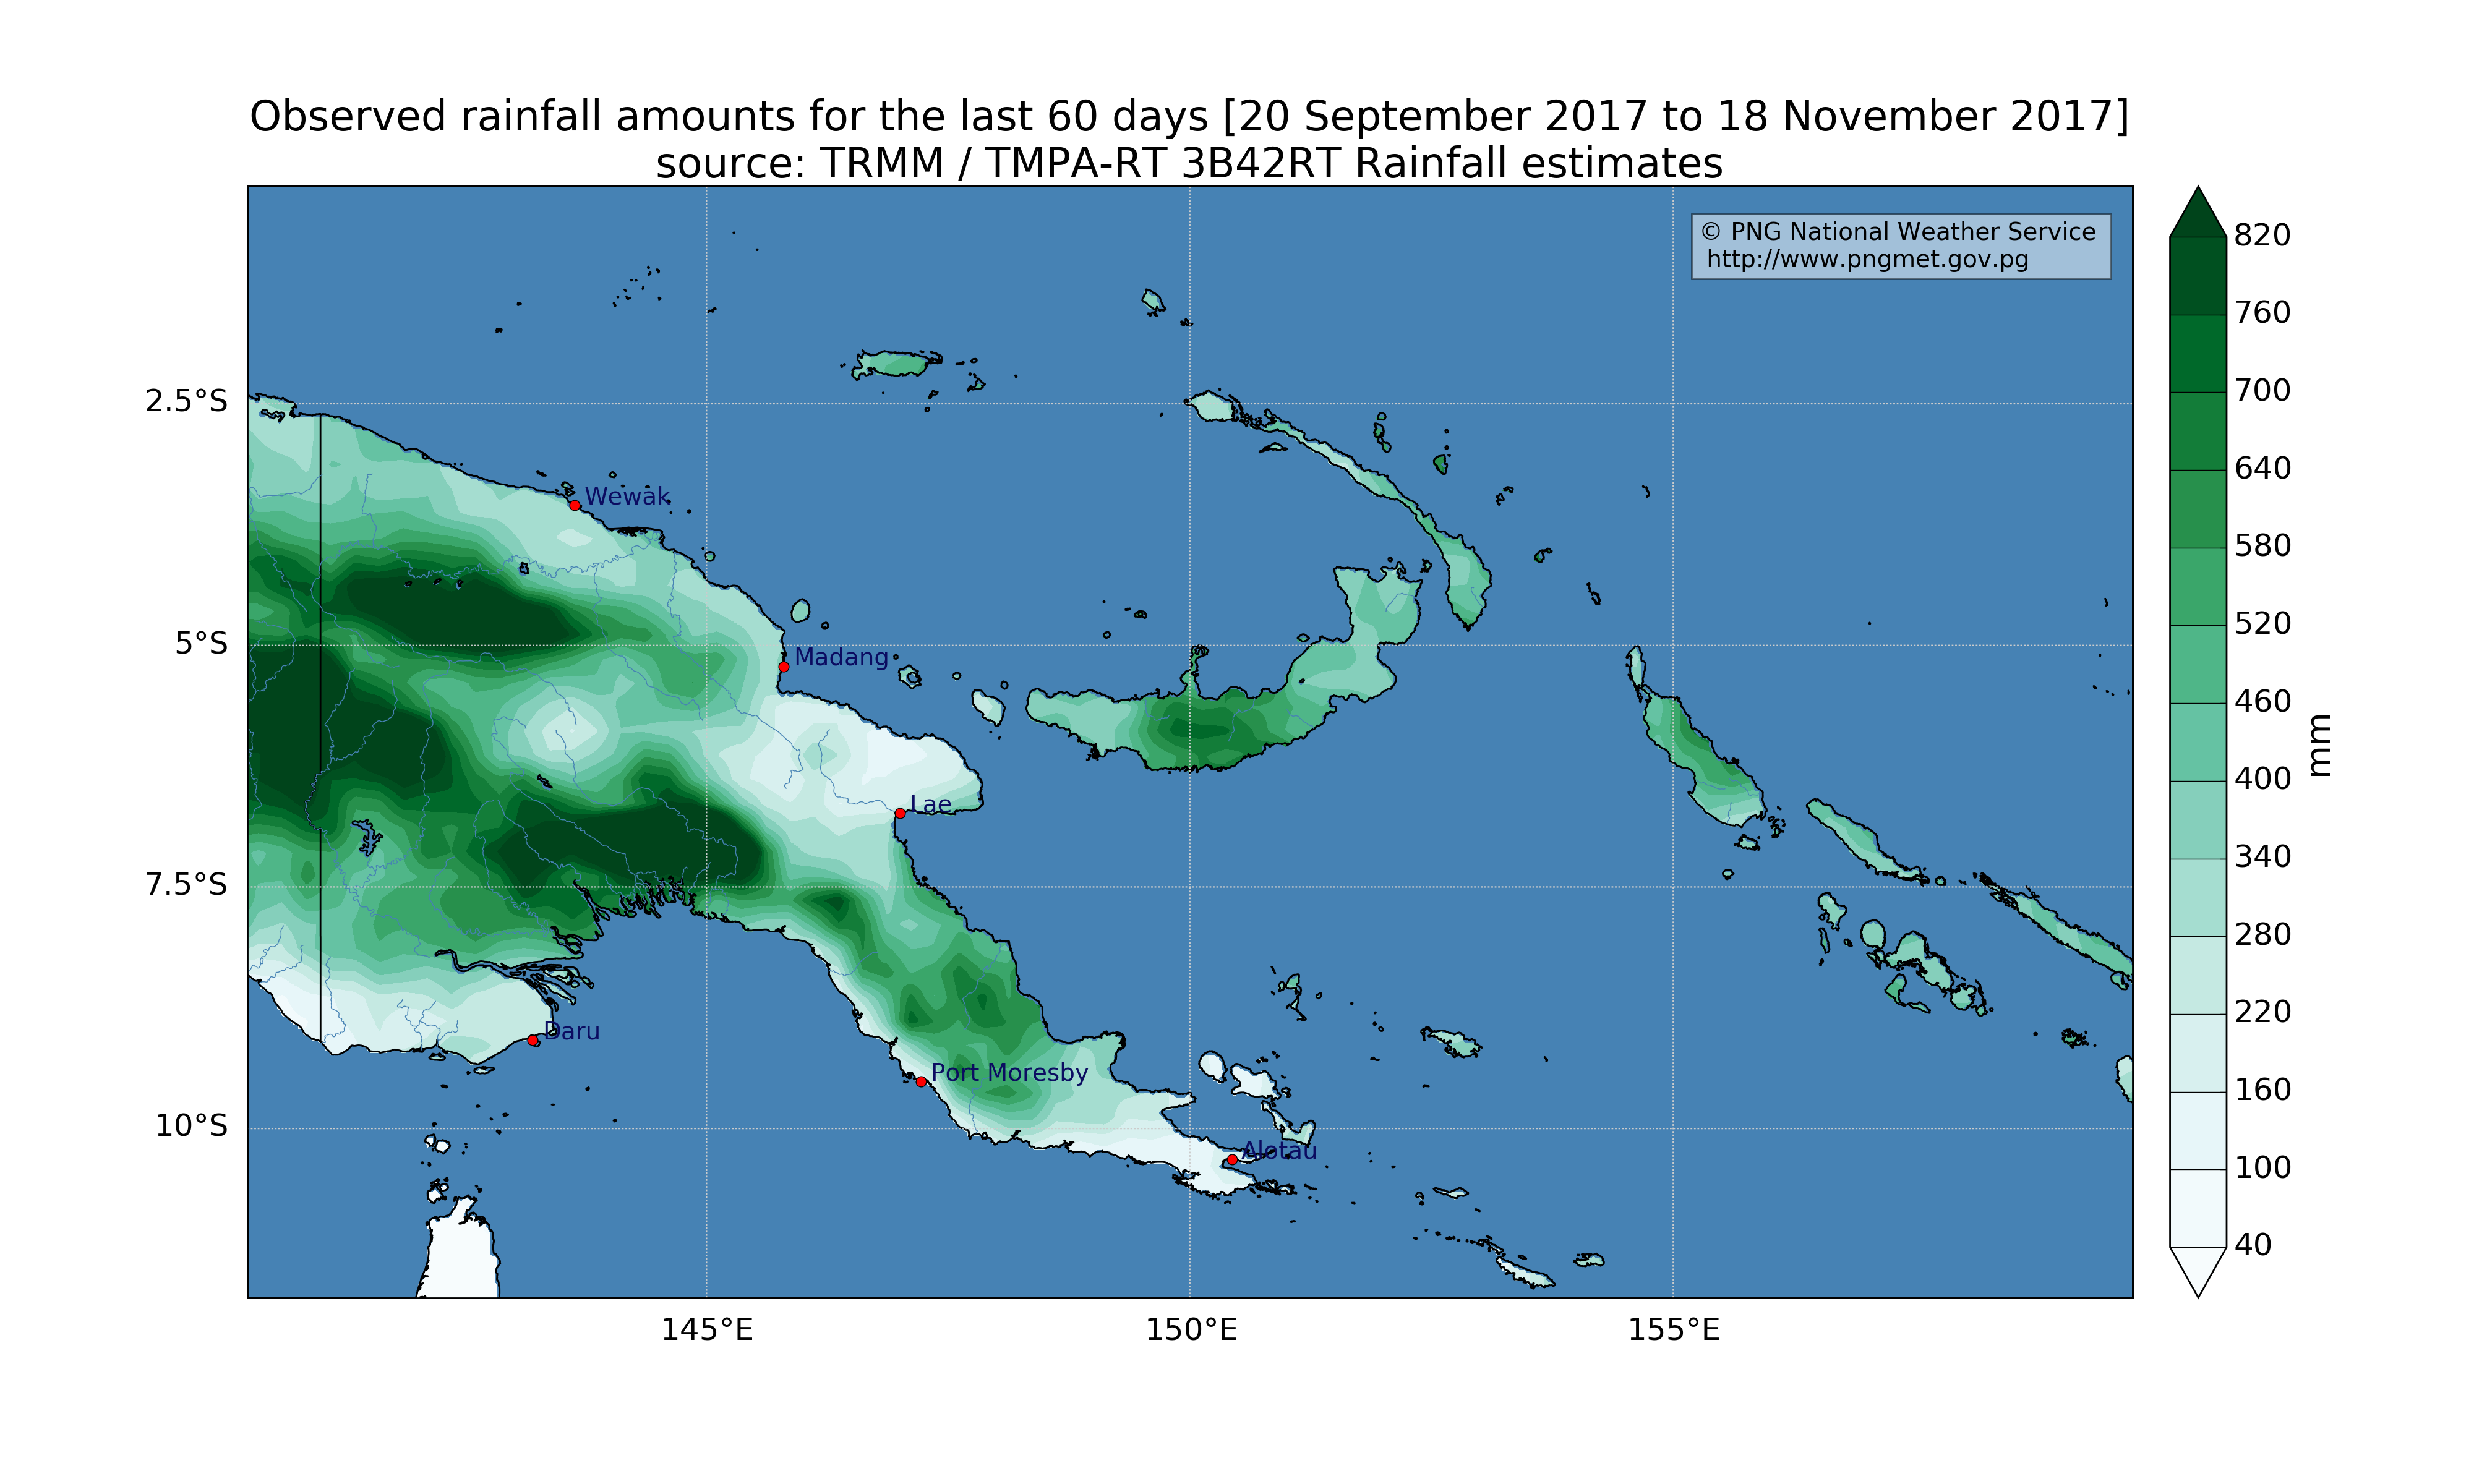 Observed rainfall amounts for the last 60 days [20 September 2017 to 18 November 2017]
source: TRMM / TMPA-RT 3B42RT Rainfall estimates
© PNG National Weather Service
http://www.pngmet.gov.pg
820
760
700
640
580
520
460
400
340
280
220
160
100
40
mm
2.5°S
5°S
7.5°S
10°S
Wewak
Madang
Lae
Daru
Port Moresby
Alotau
145°E
150°E
155°E